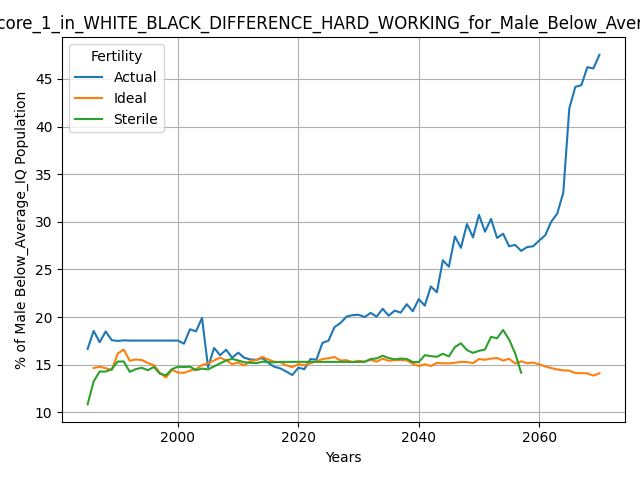 core_1_in_WHITE_BLACK_DIFFERENCE_HARD_WORKING_for_Male_Below_Aver
Fertility
Actual
Ideal
Sterile
% of Male Below_Average_IQ Population
45
40
35
30
25
20
15
10
2000 2020 2040 2060
Years